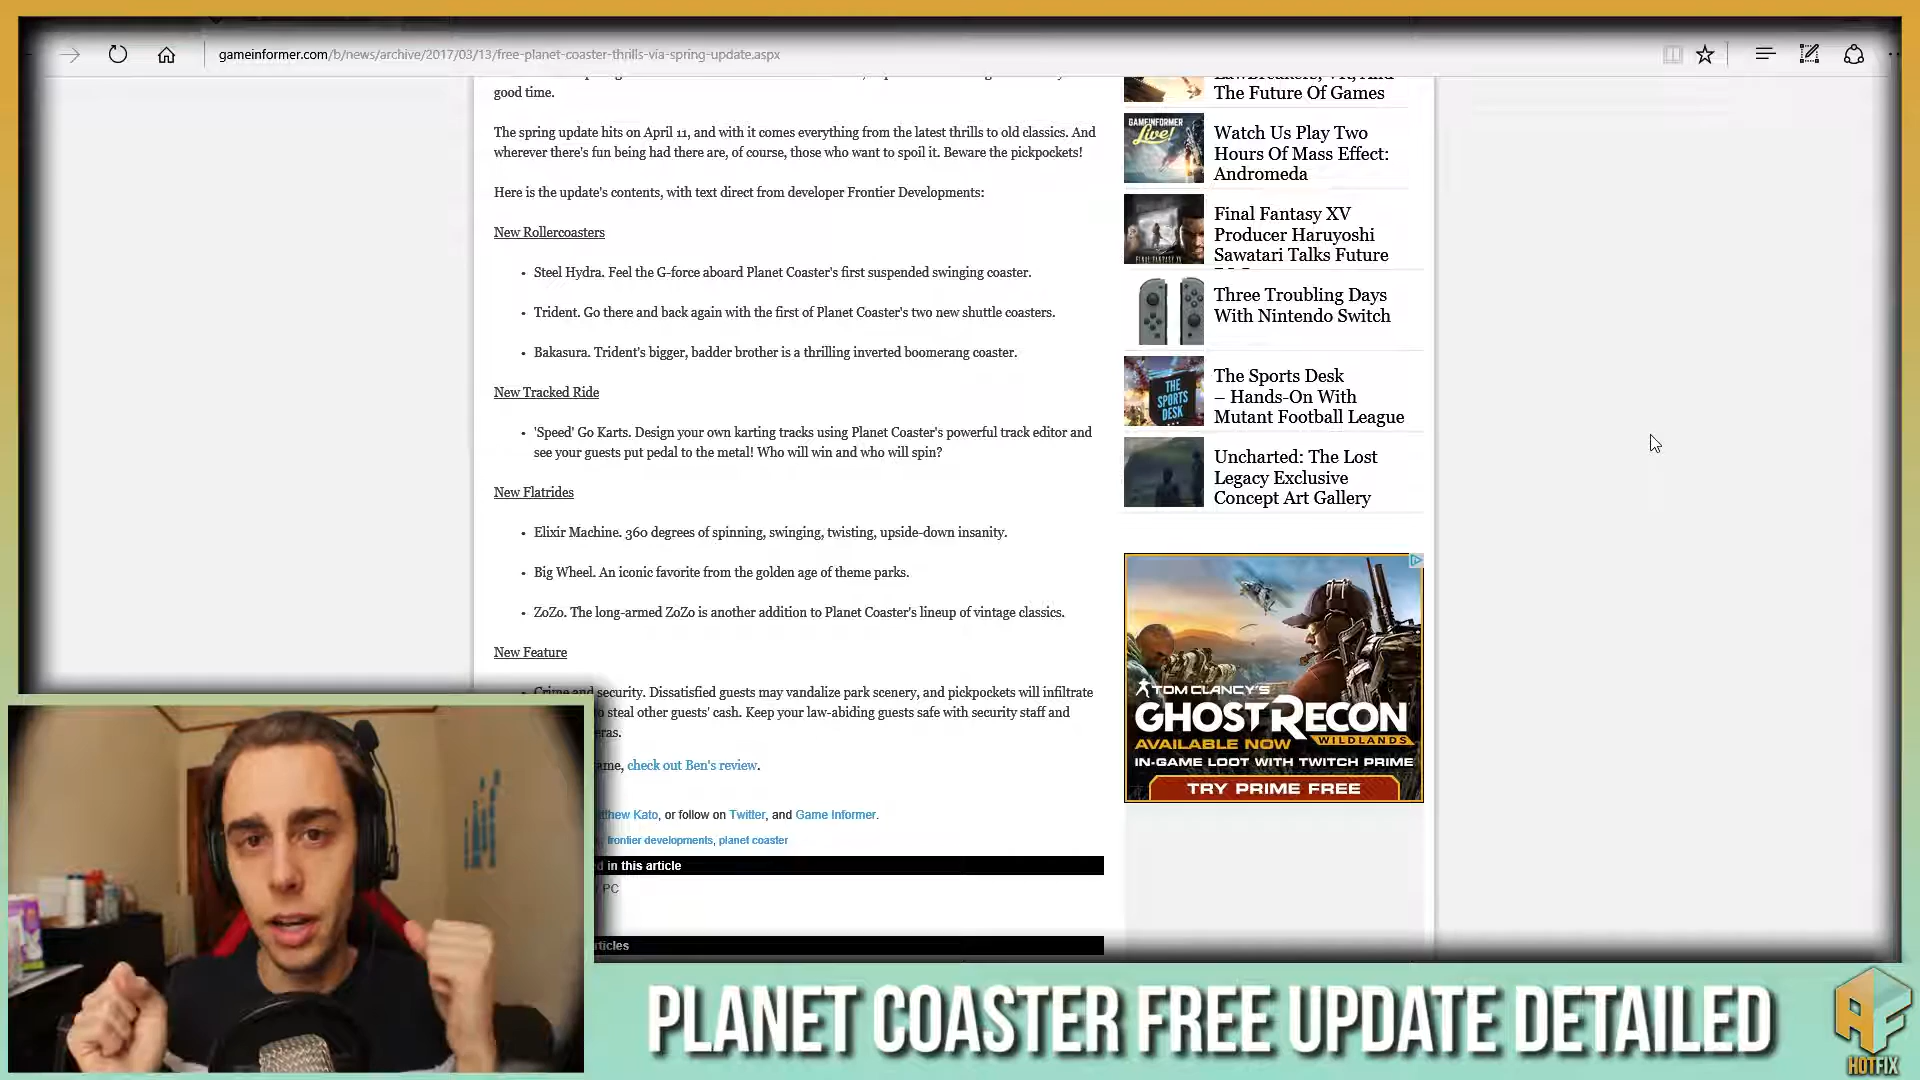 gameinformer.com/b/news/archive/2017/03/13/free-planet-coaster-thrills-via-spring-update.aspx
good time.
The spring update hits on April 11, and with it comes everything from the latest thrills to old classics. And
wherever there's fun being had there are, of course, those who want to spoil it. Beware the pickpockets!
Here is the update's contents, with text direct from developer Frontier Developments:
New Rollercoasters
• Steel Hydra. Feel the G-force aboard Planet Coaster's first suspended swinging coaster.
• Trident. Go there and back again with the first of Planet Coaster's two new shuttle coasters.
• Bakasura. Trident's bigger, badder brother is a thrilling inverted boomerang coaster.
New Tracked Ride
• 'Speed' Go Karts. Design your own karting tracks using Planet Coaster's powerful track editor and
see your guests put pedal to the metal! Who will win and who will spin?
New Flatrides
• Elixir Machine. 360 degrees of spinning, swinging, twisting, upside-down insanity.
• Big Wheel. An iconic favorite from the golden age of theme parks.
• ZoZo. The long-armed ZoZo is another addition to Planet Coaster's lineup of vintage classics.
New Feature
• Crime and security. Dissatisfied guests may vandalize park scenery, and pickpockets will infiltrate
steal other guests' cash. Keep your law-abiding guests safe with security staff and
check out Ben's review.
Kato, or follow on Twitter, and Game Informer.
frontier developments, planet coaster
in this article
PC
The Future Of Games
GAMEINFORMER
Live!
Watch Us Play Two
Hours Of Mass Effect:
Andromeda
Final Fantasy XV
Producer Haruyoshi
Sawatari Talks Future
Three Troubling Days
With Nintendo Switch
THE
SPORTS
DESK
The Sports Desk
– Hands-On With
Mutant Football League
Uncharted: The Lost
Legacy Exclusive
Concept Art Gallery
TOM CLANCY'S
GHOST RECON
WILDLANDS
AVAILABLE NOW
IN-GAME LOOT WITH TWITCH PRIME
TRY PRIME FREE
PLANET COASTER FREE UPDATE DETAILED
AF
HOTFIX